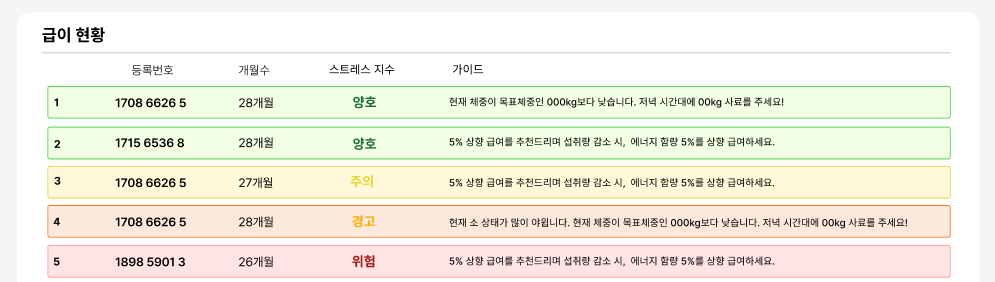 급이 현황
등록번호 개월수 스트레스 지수 가이드
1 1708 6626 5 28개월 양호 현재 체중이 목표체중인 000kg보다 낮습니다. 저녁 시간대에 00kg 사료를 주세요!
2 1715 6536 8 28개월 양호 5% 상향 급여를 추천드리며 섭취량 감소 시, 에너지 함량 5%를 상향 급여하세요.
3 1708 6626 5 27개월 주의 5% 상향 급여를 추천드리며 섭취량 감소 시, 에너지 함량 5%를 상향 급여하세요.
4 1708 6626 5 28개월 경고 현재 소 상태가 많이 야윕니다. 현재 체중이 목표체중인 000kg보다 낮습니다. 저녁 시간대에 00kg 사료를 주세요!
5 1898 5901 3 26개월 위험 5% 상향 급여를 추천드리며 섭취량 감소 시, 에너지 함량 5%를 상향 급여하세요.